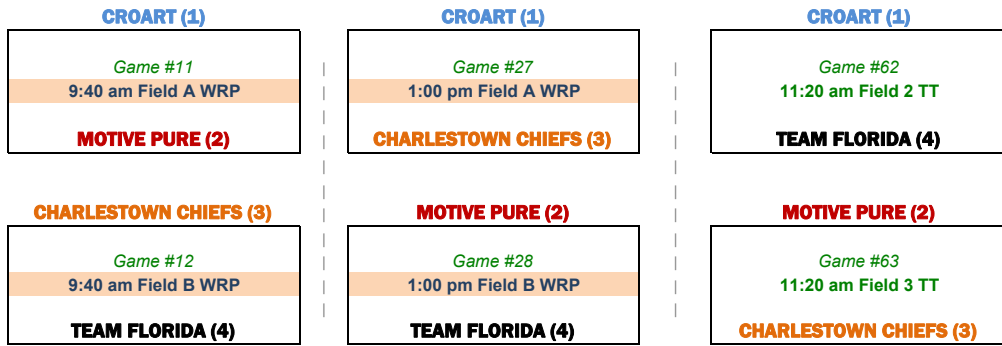 CROART (1)
Game #11
9:40 am Field A WRP
MOTIVE PURE (2)
CHARLESTOWN CHIEFS (3)
Game #12
9:40 am Field B WRP
TEAM FLORIDA (4)
CROART (1)
Game #27
1:00 pm Field A WRP
CHARLESTOWN CHIEFS (3)
MOTIVE PURE (2)
Game #28
1:00 pm Field B WRP
TEAM FLORIDA (4)
CROART (1)
Game #62
11:20 am Field 2 TT
TEAM FLORIDA (4)
MOTIVE PURE (2)
Game #63
11:20 am Field 3 TT
CHARLESTOWN CHIEFS (3)